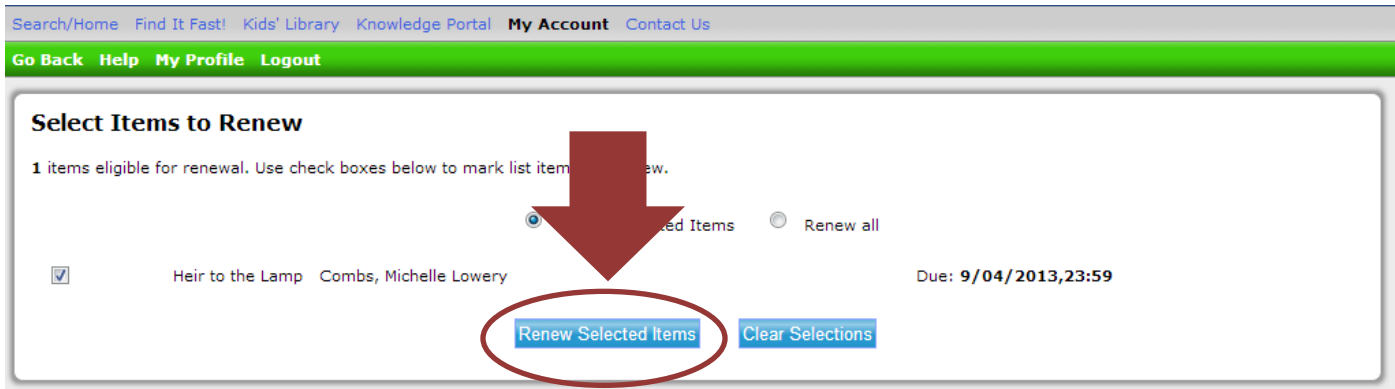 Search/Home Find It Fast! Kids' Library Knowledge Portal My Account Contact Us
Go Back Help My Profile Logout
Select Items to Renew
1 items eligible for renewal. Use check boxes below to mark list item ew.
ted Items Renew all
Heir to the Lamp Combs, Michelle Lowery Due: 9/04/2013,23:59
Renew Selected Items Clear Selections